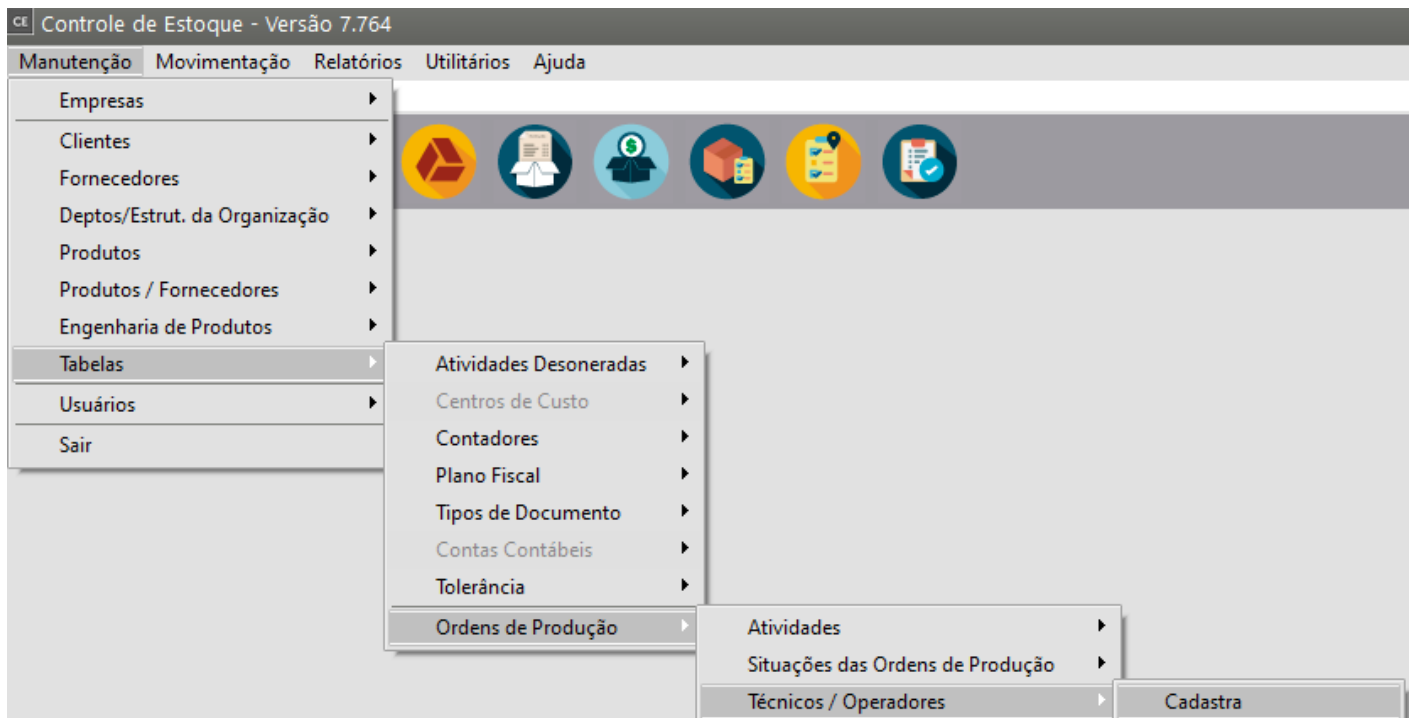 CE Controle de Estoque - Versão 7.764
Manutenção Movimentação Relatórios Utilitários Ajuda
Empresas
Clientes
Fornecedores
Deptos/Estrut. da Organização
Produtos
Produtos / Fornecedores
Engenharia de Produtos
Tabelas
Usuários
Sair
Atividades Desoneradas
Centros de Custo
Contadores
Plano Fiscal
Tipos de Documento
Contas Contábeis
Tolerância
Ordens de Produção
Atividades
Situações das Ordens de Produção
Técnicos / Operadores
Cadastra